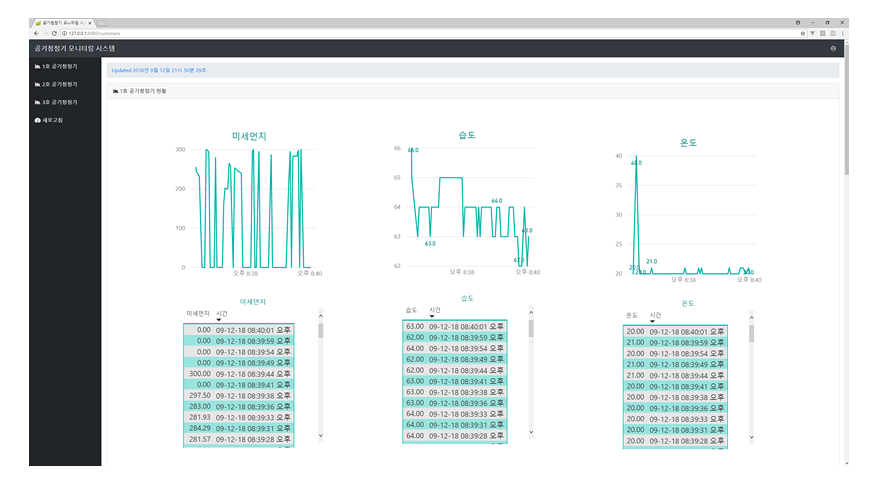 공기청정기 모니터링 시
127.0.0.1:8080/customers
공기청정기 모니터링 시스템
1호 공기청정기
2호 공기청정기
3호 공기청정기
새로고침
Updated 2018년 9월 12일 21시 50분 29초
1호 공기청정기 현황
미세먼지
300
200
100
0
오후 8:38
오후 8:40
습도
66
65
64
63
62
66.0
63.0
64.0
62.0
63.0
오후 8:38
오후 8:40
온도
40
35
30
25
20
40.0
20.0
20.0
21.0
20.0
오후 8:38
오후 8:40
미세먼지
미세먼지 시간
0.00 09-12-18 08:40:01 오후
0.00 09-12-18 08:39:59 오후
0.00 09-12-18 08:39:54 오후
0.00 09-12-18 08:39:49 오후
300.00 09-12-18 08:39:44 오후
0.00 09-12-18 08:39:41 오후
297.50 09-12-18 08:39:38 오후
283.00 09-12-18 08:39:36 오후
281.93 09-12-18 08:39:33 오후
284.29 09-12-18 08:39:31 오후
281.57 09-12-18 08:39:28 오후
습도
습도 시간
63.00 09-12-18 08:40:01 오후
62.00 09-12-18 08:39:59 오후
64.00 09-12-18 08:39:54 오후
62.00 09-12-18 08:39:49 오후
62.00 09-12-18 08:39:44 오후
63.00 09-12-18 08:39:41 오후
63.00 09-12-18 08:39:38 오후
63.00 09-12-18 08:39:36 오후
64.00 09-12-18 08:39:33 오후
64.00 09-12-18 08:39:31 오후
64.00 09-12-18 08:39:28 오후
온도
온도 시간
20.00 09-12-18 08:40:01 오후
21.00 09-12-18 08:39:59 오후
20.00 09-12-18 08:39:54 오후
21.00 09-12-18 08:39:49 오후
21.00 09-12-18 08:39:44 오후
20.00 09-12-18 08:39:41 오후
20.00 09-12-18 08:39:38 오후
20.00 09-12-18 08:39:36 오후
20.00 09-12-18 08:39:33 오후
20.00 09-12-18 08:39:31 오후
20.00 09-12-18 08:39:28 오후